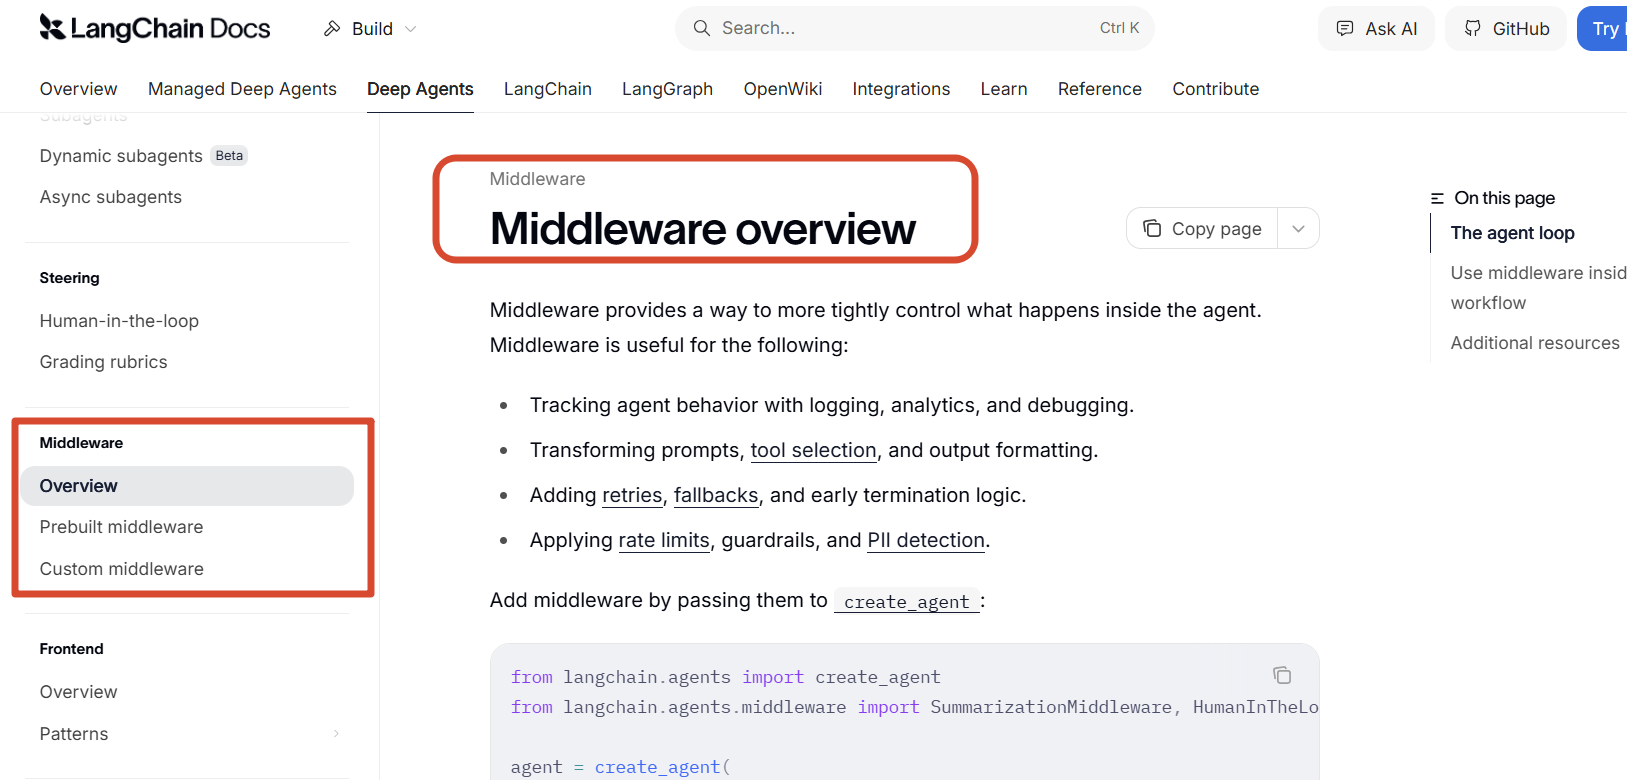 LangChain Docs
Build
Search...
Ctrl K
Ask AI
GitHub
Try
Overview
Managed Deep Agents
Deep Agents
LangChain
LangGraph
OpenWiki
Integrations
Learn
Reference
Contribute
Subagents
Dynamic subagents Beta
Async subagents
Steering
Human-in-the-loop
Grading rubrics
Middleware
Overview
Prebuilt middleware
Custom middleware
Frontend
Overview
Patterns
Middleware
Middleware overview
Copy page
Middleware provides a way to more tightly control what happens inside the agent.
Middleware is useful for the following:
• Tracking agent behavior with logging, analytics, and debugging.
• Transforming prompts, tool selection, and output formatting.
• Adding retries, fallbacks, and early termination logic.
• Applying rate limits, guardrails, and PII detection.
Add middleware by passing them to create_agent:
from langchain.agents import create_agent
from langchain.agents.middleware import SummarizationMiddleware, HumanInTheLo
agent = create_agent(
On this page
The agent loop
Use middleware insid
workflow
Additional resources